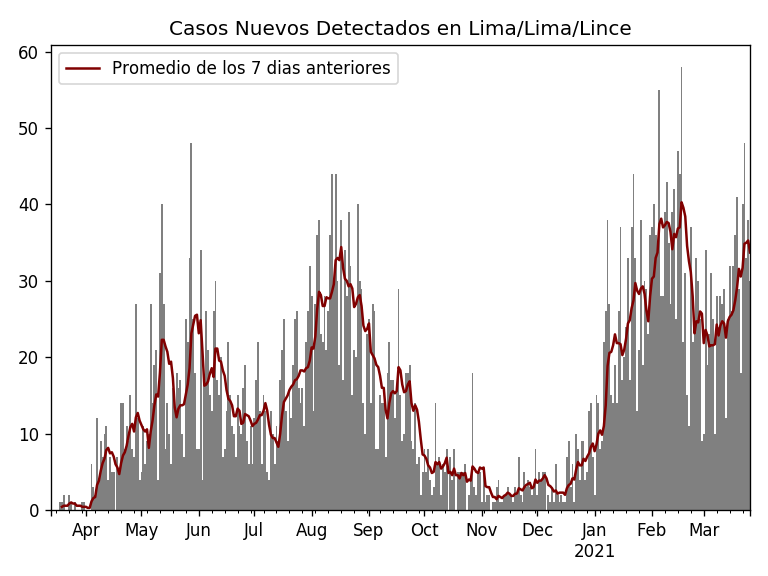 Casos Nuevos Detectados en Lima/Lima/Lince
Promedio de los 7 dias anteriores
60
50
40
30
20
10
0
Apr May Jun Jul Aug Sep Oct Nov Dec Jan Feb Mar
2021